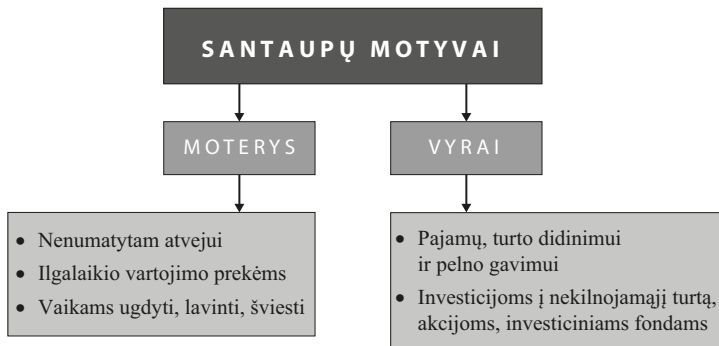 SANTAUPŲ MOTYVAI
MOTERYS
VYRAI
• Nenumatytam atvejui
• Ilgalaikio vartojimo prekėms
• Vaikams ugdyti, lavinti, šviesti
• Pajamų, turto didinimui
ir pelno gavimui
• Investicijoms į nekilnojamąjį turtą,
akcijoms, investiciniams fondams